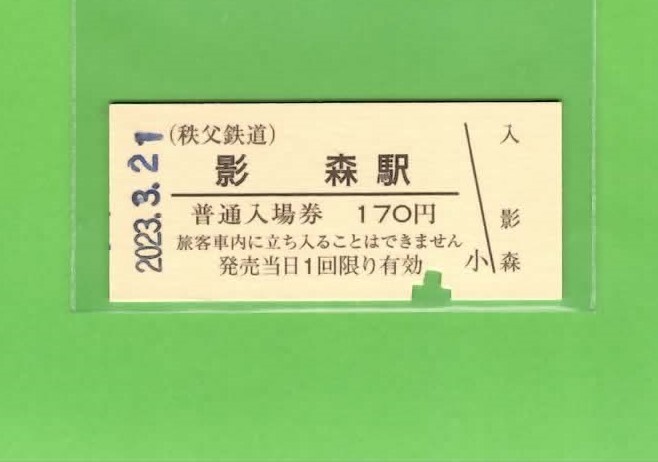 2023.3.21
(秩父鉄道)
影森駅
普通入場券 170円
旅客車内に立ち入ることはできません
発売当日1回限り有効
小
入
影
森